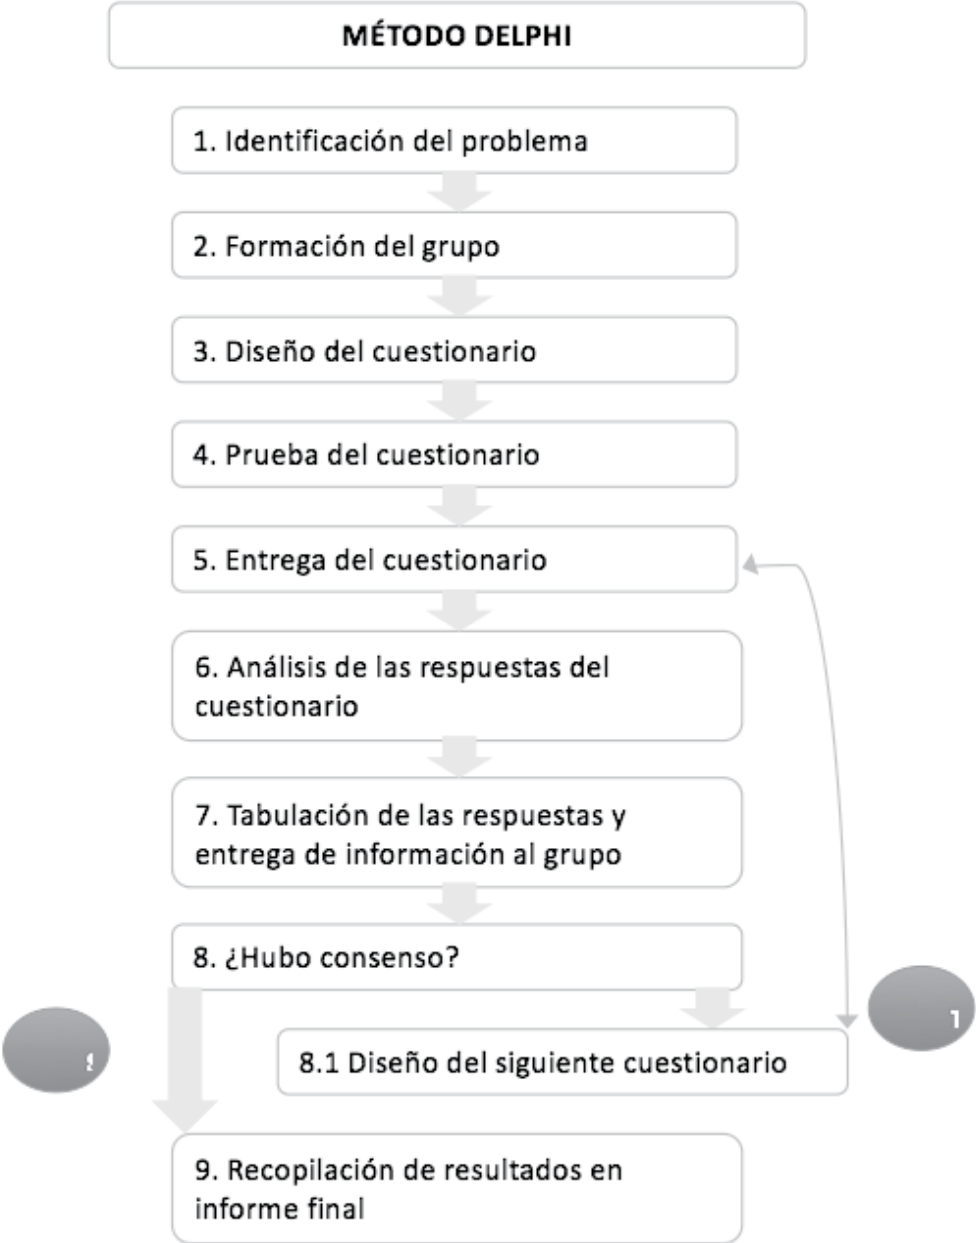 MÉTODO DELPHI
1. Identificación del problema
2. Formación del grupo
3. Diseño del cuestionario
4. Prueba del cuestionario
5. Entrega del cuestionario
6. Análisis de las respuestas del
cuestionario
7. Tabulación de las respuestas y
entrega de información al grupo
8. ¿Hubo consenso?
8.1 Diseño del siguiente cuestionario
9. Recopilación de resultados en
informe final